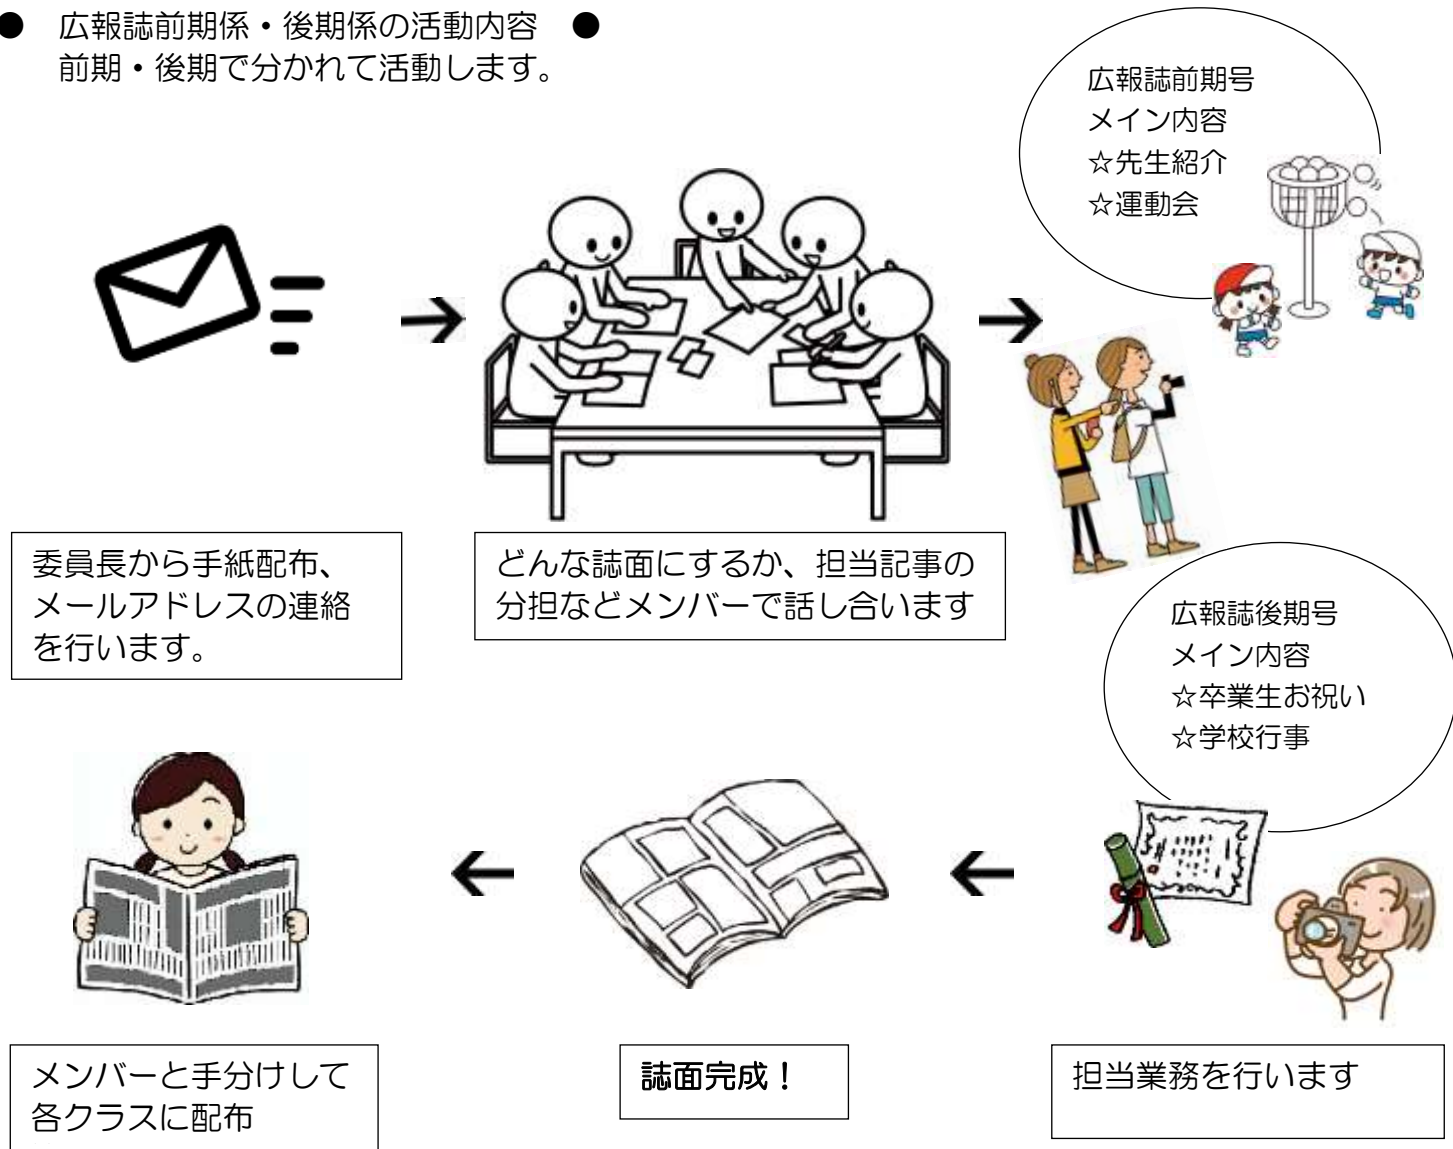 ● 広報誌前期係・後期係の活動内容 ●
前期・後期で分かれて活動します。
広報誌前期号
メイン内容
☆先生紹介
☆運動会
委員長から手紙配布、
メールアドレスの連絡
を行います。
どんな誌面にするか、担当記事の
分担などメンバーで話し合います
広報誌後期号
メイン内容
☆卒業生お祝い
☆学校行事
担当業務を行います
誌面完成！
メンバーと手分けして
各クラスに配布